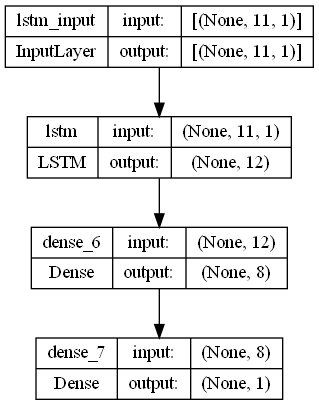 lstm_input input: [(None, 11, 1)]
InputLayer output: [(None, 11, 1)]
lstm input: (None, 11, 1)
LSTM output: (None, 12)
dense_6 input: (None, 12)
Dense output: (None, 8)
dense_7 input: (None, 8)
Dense output: (None, 1)